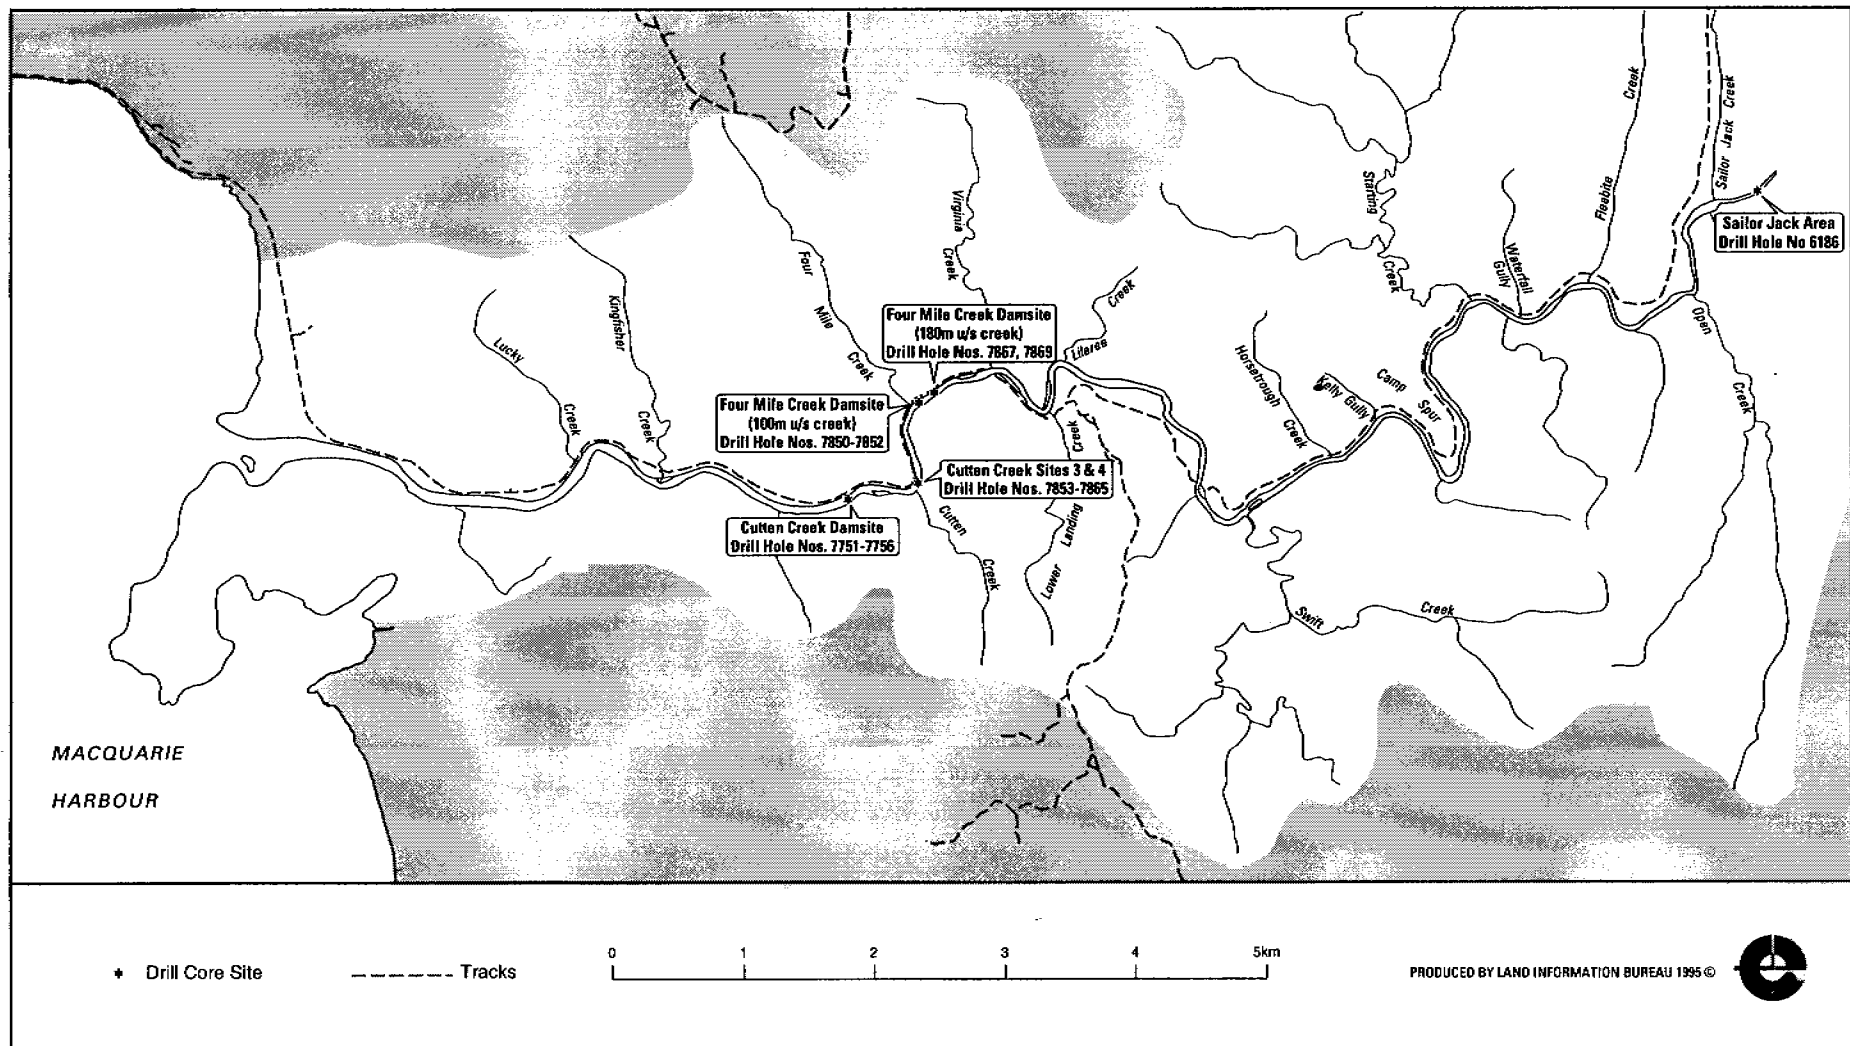 Creek
Fleabite
Sailor Jack Creek
Sailor Jack Area
Drill Hole No 6186
Starting
Creek
Waterfall
Gully
Virginia
Creek
Four
Mile
Creek
Kingfisher
Creek
Lucky
Creek
Four Mile Creek Damsite
(180m u/s creek)
Drill Hole Nos. 7867, 7869
Creek
Horsetrough
Creek
Kelly Gully
Camp
Spur
Open
Creek
Four Mile Creek Damsite
(100m u/s creek)
Drill Hole Nos. 7850-7852
Cutten Creek Sites 3 & 4
Drill Hole Nos. 7853-7865
Cutten Creek Damsite
Drill Hole Nos. 7751-7756
Cutten
Creek
Creek
Landing
Lower
Swift
Creek
MACQUARIE
HARBOUR
Drill Core Site
Tracks
0 1 2 3 4 5km
PRODUCED BY LAND INFORMATION BUREAU 1995 ©